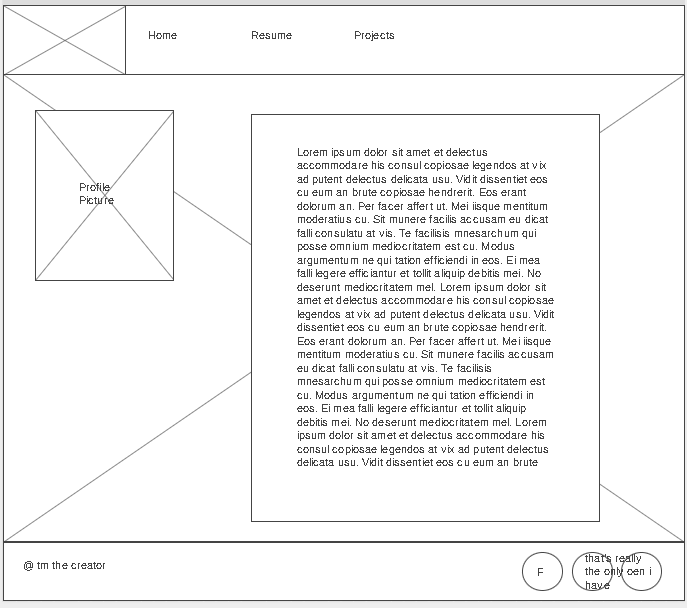 Home Resume Projects
Profile
Picture
Lorem ipsum dolor sit amet et delectus
accommodare his consul copiosae legendos at vix
ad putent delectus delicata usu. Vidit dissentiet eos
cu eum an brute copiosae hendrerit. Eos erant
dolorum an. Per facer affert ut. Mei iisque mentitum
moderatius cu. Sit munere facilis accusam eu dicat
falli consulatu at vis. Te facilisis mnesarchum qui
posse omnium mediocritatem est cu. Modus
argumentum ne qui tation efficiendi in eos. Ei mea
falli legere efficiantur et tollit aliquip debitis mei. No
deserunt mediocritatem mel. Lorem ipsum dolor sit
amet et delectus accommodare his consul copiosae
legendos at vix ad putent delectus delicata usu. Vidit
dissentiet eos cu eum an brute copiosae hendrerit.
Eos erant dolorum an. Per facer affert ut. Mei iisque
mentitum moderatius cu. Sit munere facilis accusam
eu dicat falli consulatu at vis. Te facilisis
mnesarchum qui posse omnium mediocritatem est
cu. Modus argumentum ne qui tation efficiendi in
eos. Ei mea falli legere efficiantur et tollit aliquip
debitis mei. No deserunt mediocritatem mel. Lorem
ipsum dolor sit amet et delectus accommodare his
consul copiosae legendos at vix ad putent delectus
delicata usu. Vidit dissentiet eos cu eum an brute
@ tm the creator
F
that's really
the only oen i
have